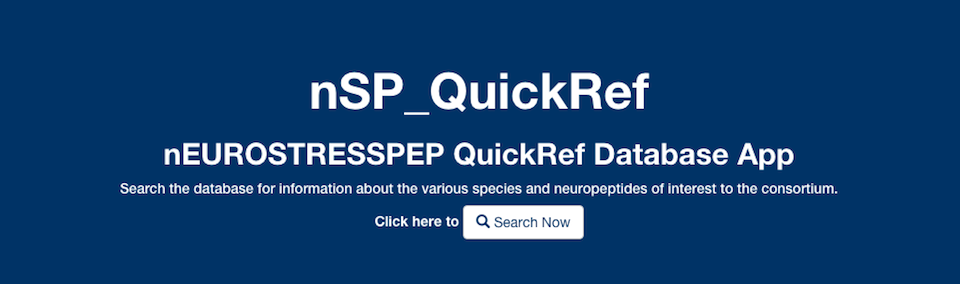 nSP_QuickRef
nEUROSTRESSPEP QuickRef Database App
Search the database for information about the various species and neuropeptides of interest to the consortium.
Click here to Search Now